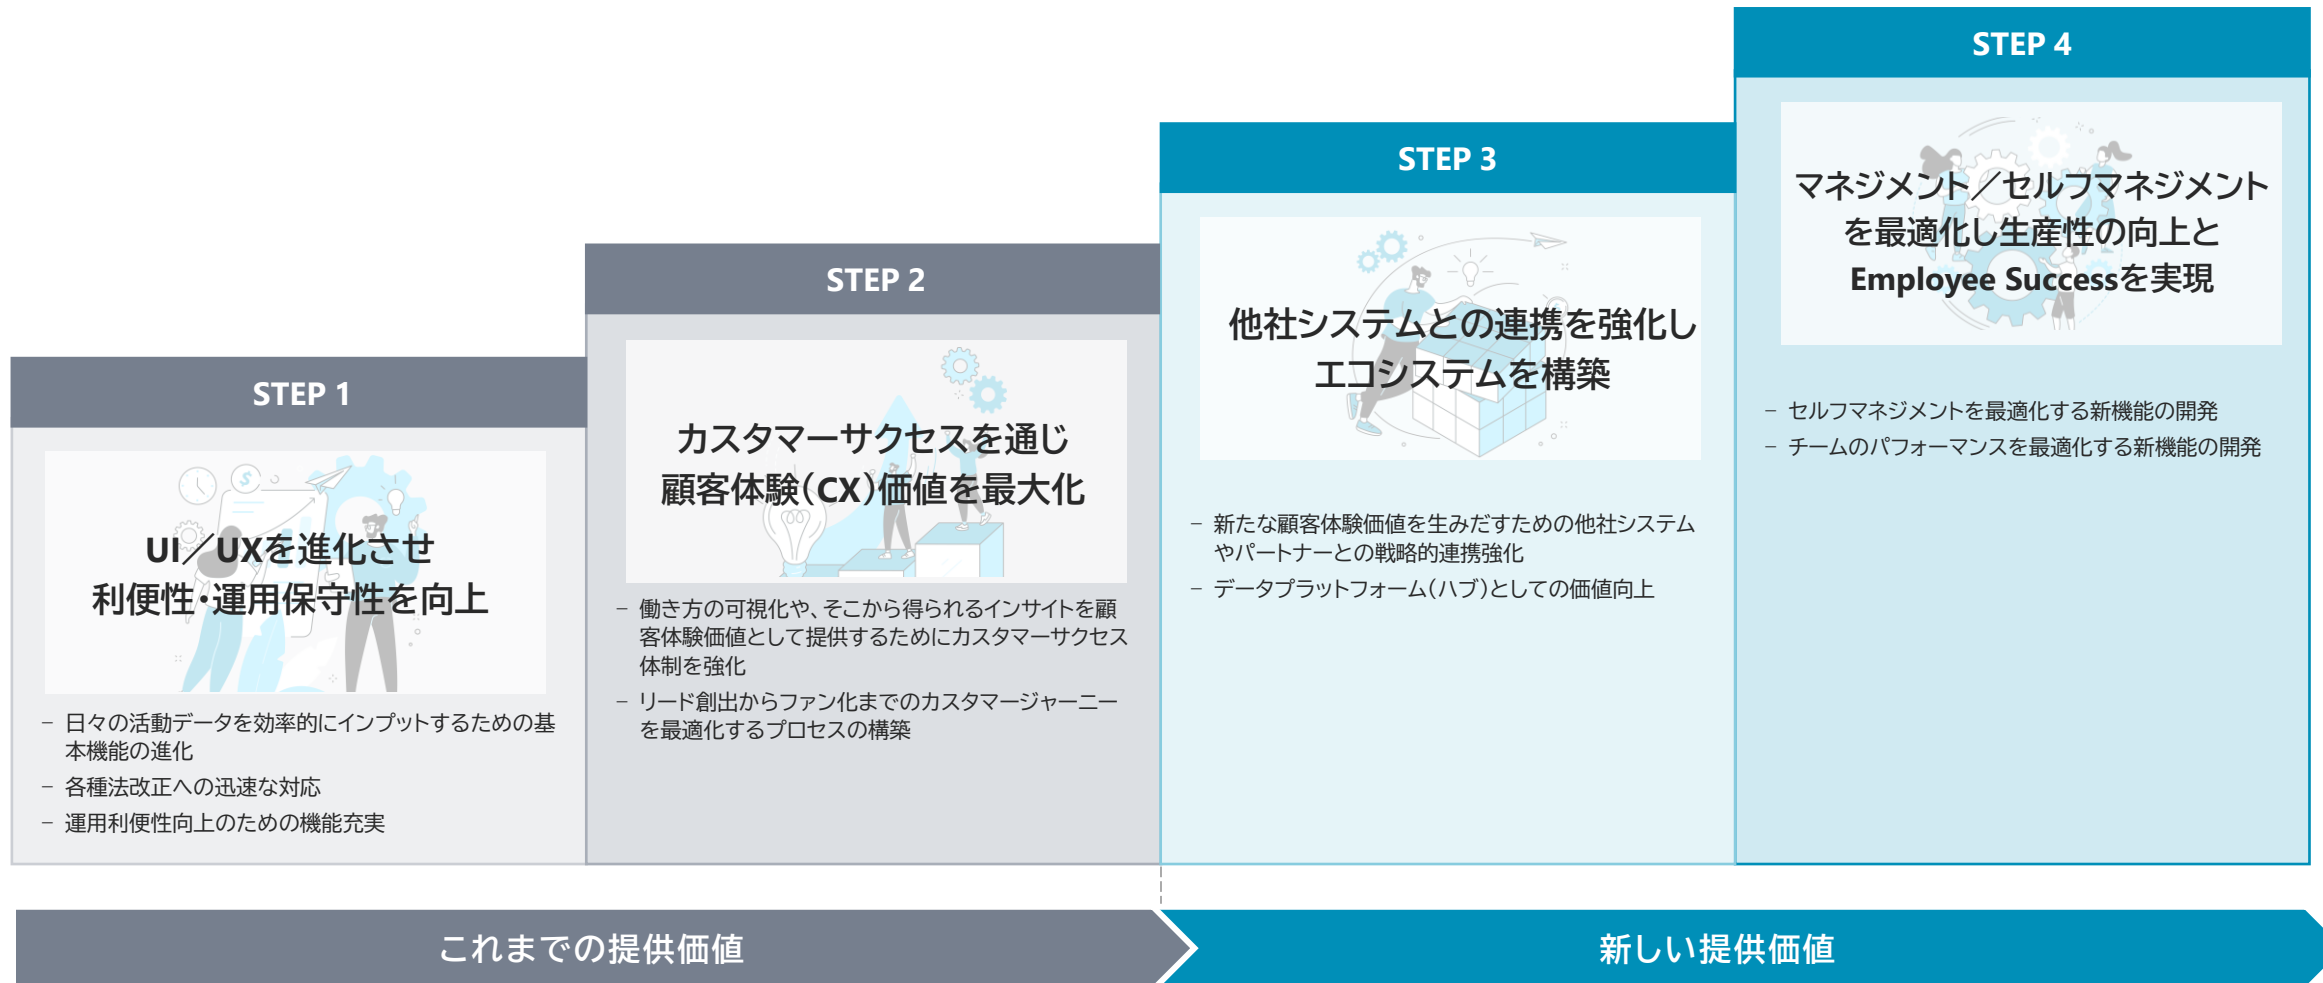 STEP 1
UI／UXを進化させ
利便性・運用保守性を向上
– 日々の活動データを効率的にインプットするための基
本機能の進化
– 各種法改正への迅速な対応
– 運用利便性向上のための機能充実
STEP 2
カスタマーサクセスを通じ
顧客体験（CX）価値を最大化
– 働き方の可視化や、そこから得られるインサイトを顧
客体験価値として提供するためにカスタマーサクセス
体制を強化
– リード創出からファン化までのカスタマージャーニー
を最適化するプロセスの構築
STEP 3
他社システムとの連携を強化し
エコシステムを構築
– 新たな顧客体験価値を生みだすための他社システム
やパートナーとの戦略的連携強化
– データプラットフォーム（ハブ）としての価値向上
STEP 4
マネジメント／セルフマネジメント
を最適化し生産性の向上と
Employee Successを実現
– セルフマネジメントを最適化する新機能の開発
– チームのパフォーマンスを最適化する新機能の開発
これまでの提供価値
新しい提供価値